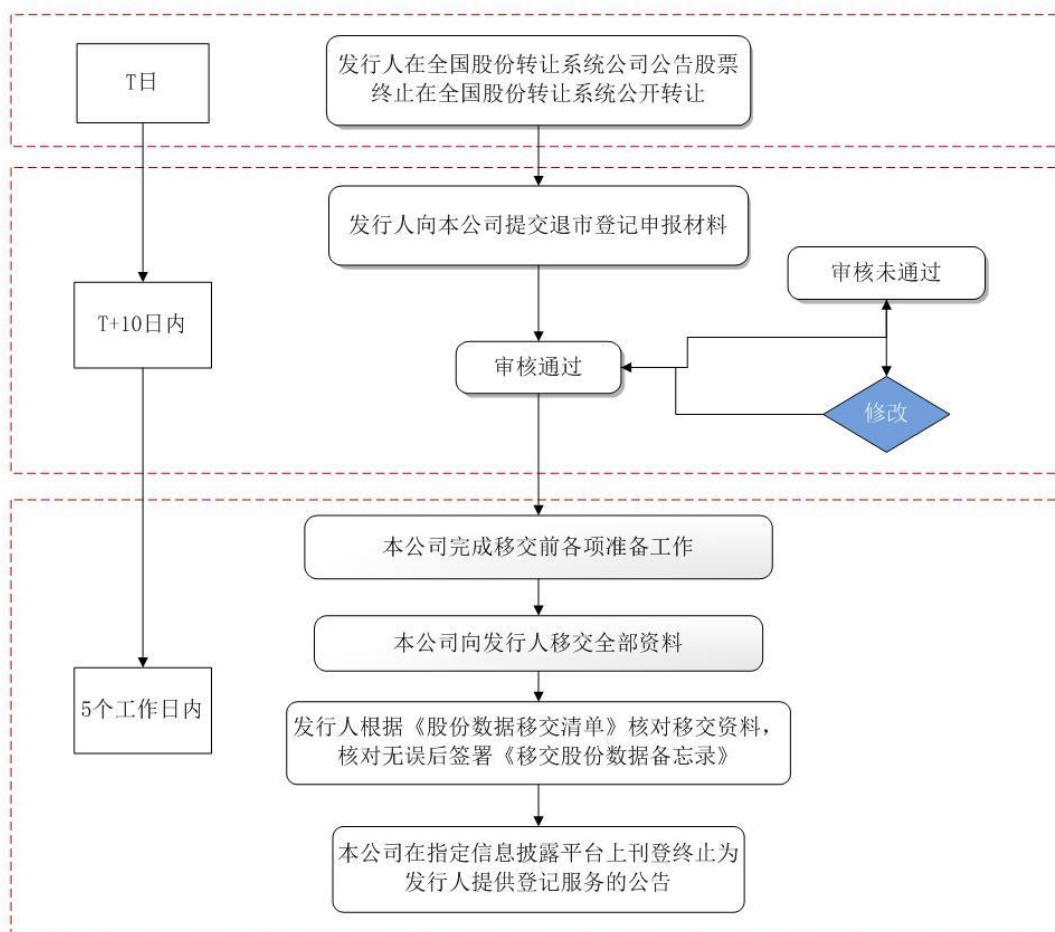 T日
发行人在全国股份转让系统公司公告股票
终止在全国股份转让系统公开转让
发行人向本公司提交退市登记申报材料
审核未通过
T+10日内
审核通过
修改
本公司完成移交前各项准备工作
本公司向发行人移交全部资料
5个工作日内
发行人根据《股份数据移交清单》核对移交资料，
核对无误后签署《移交股份数据备忘录》
本公司在指定信息披露平台上刊登终止为
发行人提供登记服务的公告